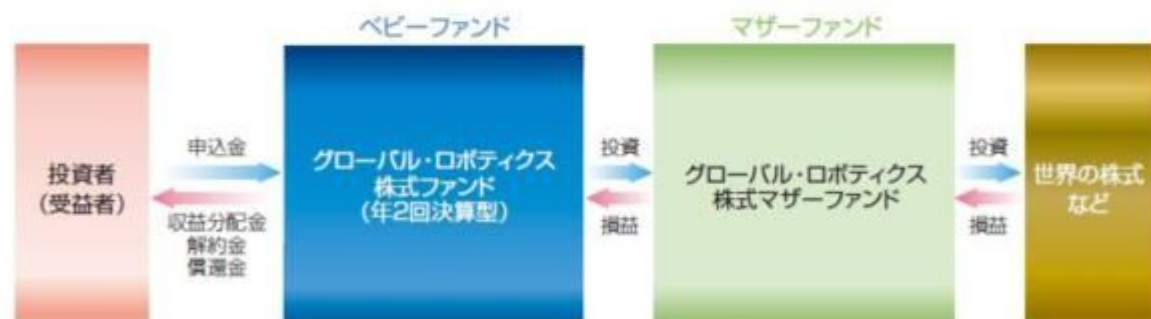 ベビーファンド
マザーファンド
投資者
(受益者)
申込金
収益分配金
解約金
償還金
グローバル・ロボティクス
株式ファンド
(年2回決算型)
投資
損益
グローバル・ロボティクス
株式マザーファンド
投資
損益
世界の株式
など